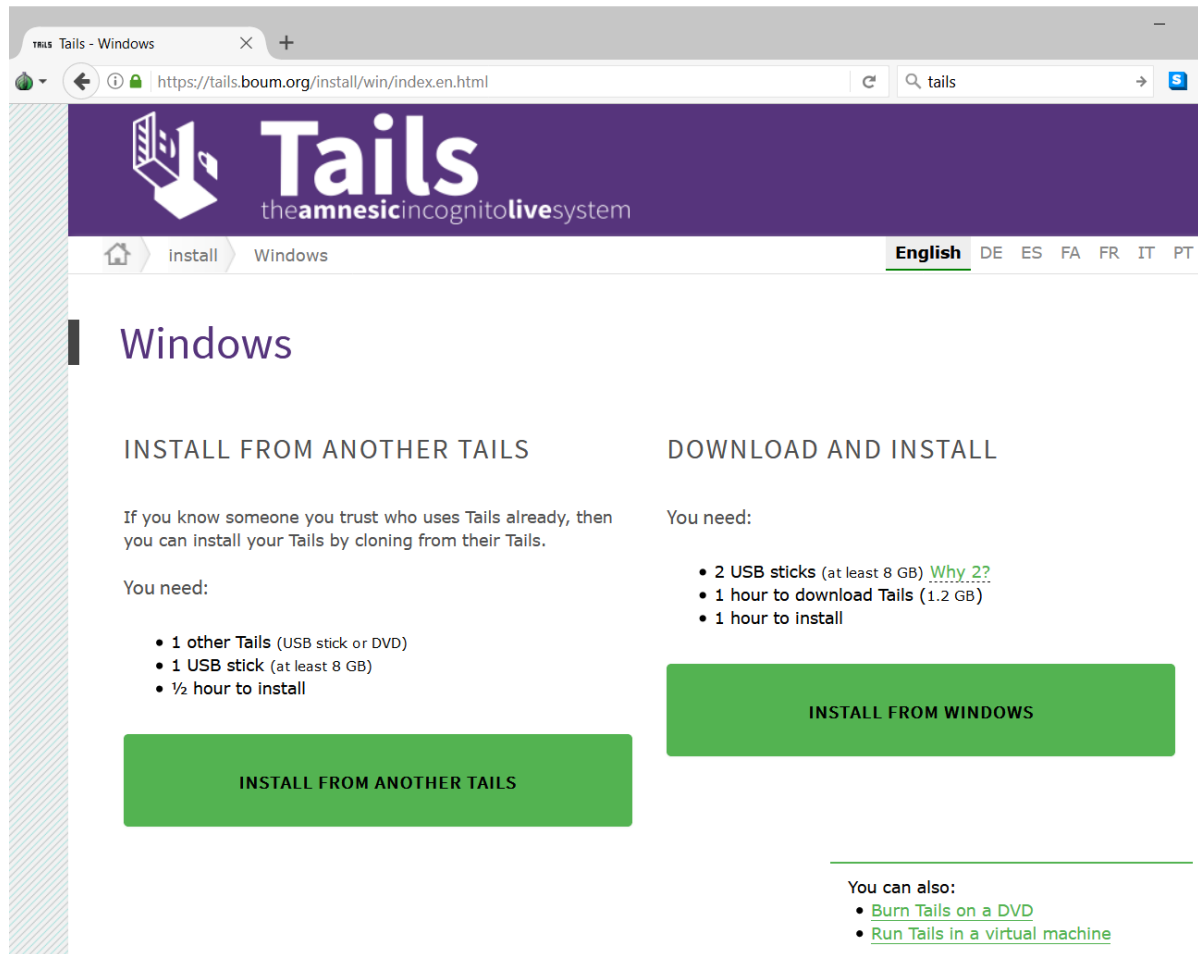 TAILS Tails - Windows
https://tails.boum.org/install/win/index.en.html
tails
S
Tails
theamnesicincognitolivesystem
install
Windows
English DE ES FA FR IT PT
Windows
INSTALL FROM ANOTHER TAILS
If you know someone you trust who uses Tails already, then
you can install your Tails by cloning from their Tails.
You need:
• 1 other Tails (USB stick or DVD)
• 1 USB stick (at least 8 GB)
• ½ hour to install
INSTALL FROM ANOTHER TAILS
DOWNLOAD AND INSTALL
You need:
• 2 USB sticks (at least 8 GB) Why 2?
• 1 hour to download Tails (1.2 GB)
• 1 hour to install
INSTALL FROM WINDOWS
You can also:
• Burn Tails on a DVD
• Run Tails in a virtual machine